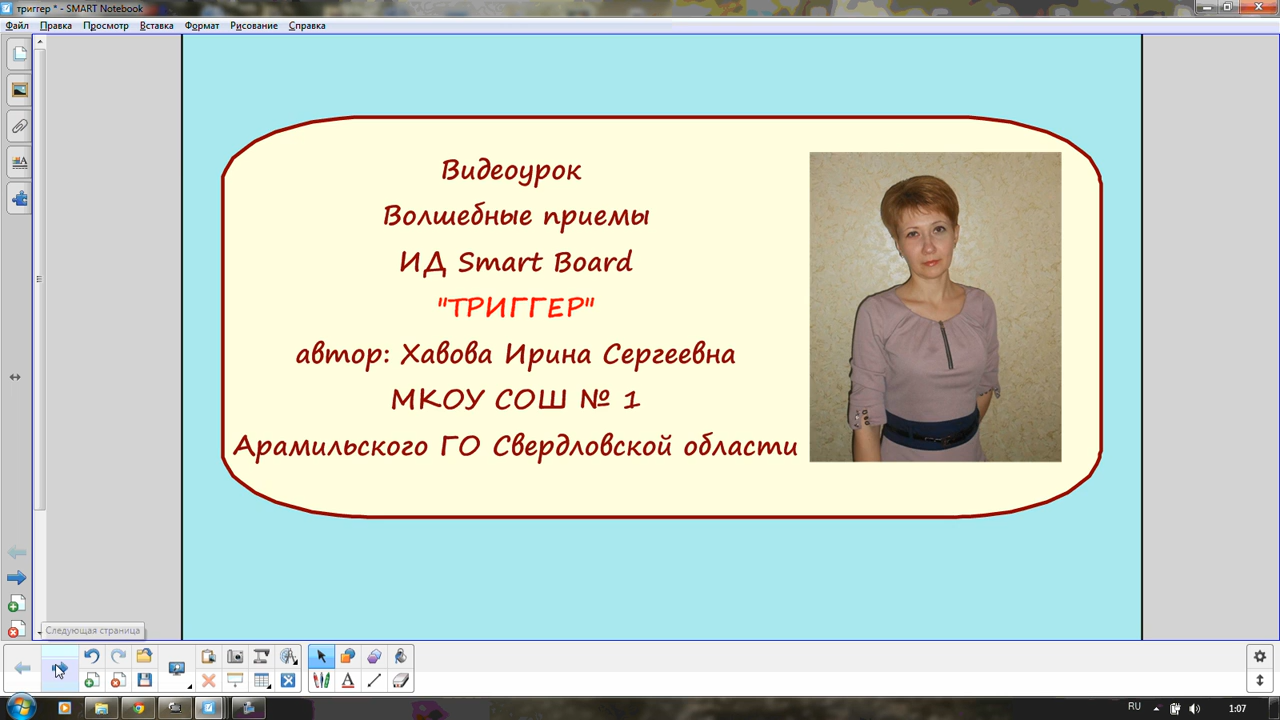 триггер * - SMART Notebook
Файл Правка Просмотр Вставка Формат Рисование Справка
Видеоурок
Волшебные приемы
ИД Smart Board
"ТРИГГЕР"
автор: Хавова Ирина Сергеевна
МКОУ СОШ № 1
Арамильского ГО Свердловской области
Следующая страница
RU 1:07